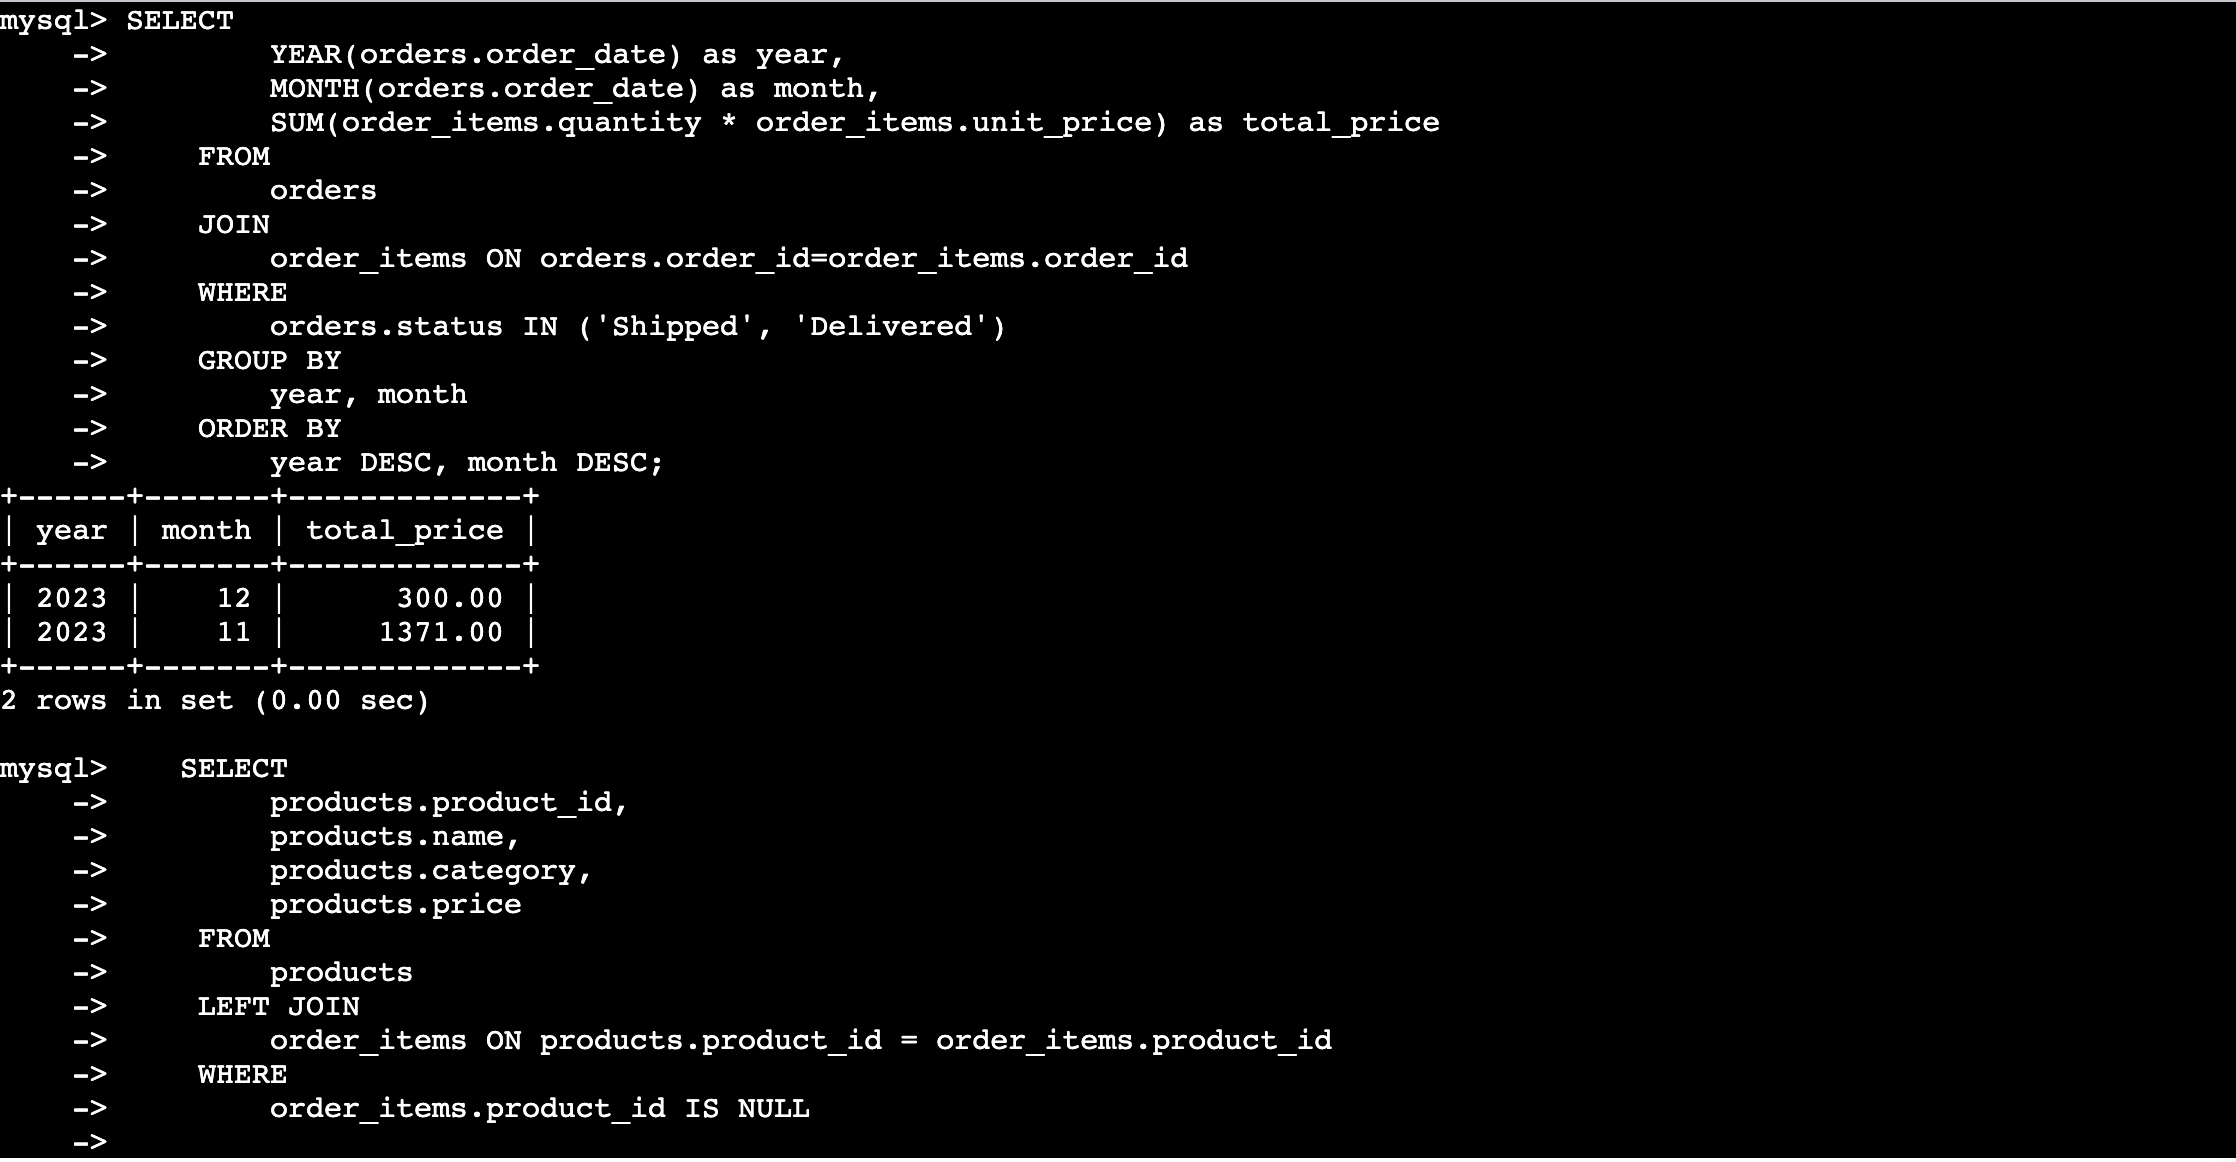 mysql> SELECT
    ->         YEAR(orders.order_date) as year,
    ->         MONTH(orders.order_date) as month,
    ->         SUM(order_items.quantity * order_items.unit_price) as total_price
    ->     FROM
    ->         orders
    ->     JOIN
    ->         order_items ON orders.order_id=order_items.order_id
    ->     WHERE
    ->         orders.status IN ('Shipped', 'Delivered')
    ->     GROUP BY
    ->         year, month
    ->     ORDER BY
    ->         year DESC, month DESC;
+------+-------+-------------+
| year | month | total_price |
+------+-------+-------------+
| 2023 |    12 |      300.00 |
| 2023 |    11 |     1371.00 |
+------+-------+-------------+
2 rows in set (0.00 sec)

mysql>    SELECT
    ->         products.product_id,
    ->         products.name,
    ->         products.category,
    ->         products.price
    ->     FROM
    ->         products
    ->     LEFT JOIN
    ->         order_items ON products.product_id = order_items.product_id
    ->     WHERE
    ->         order_items.product_id IS NULL
    ->